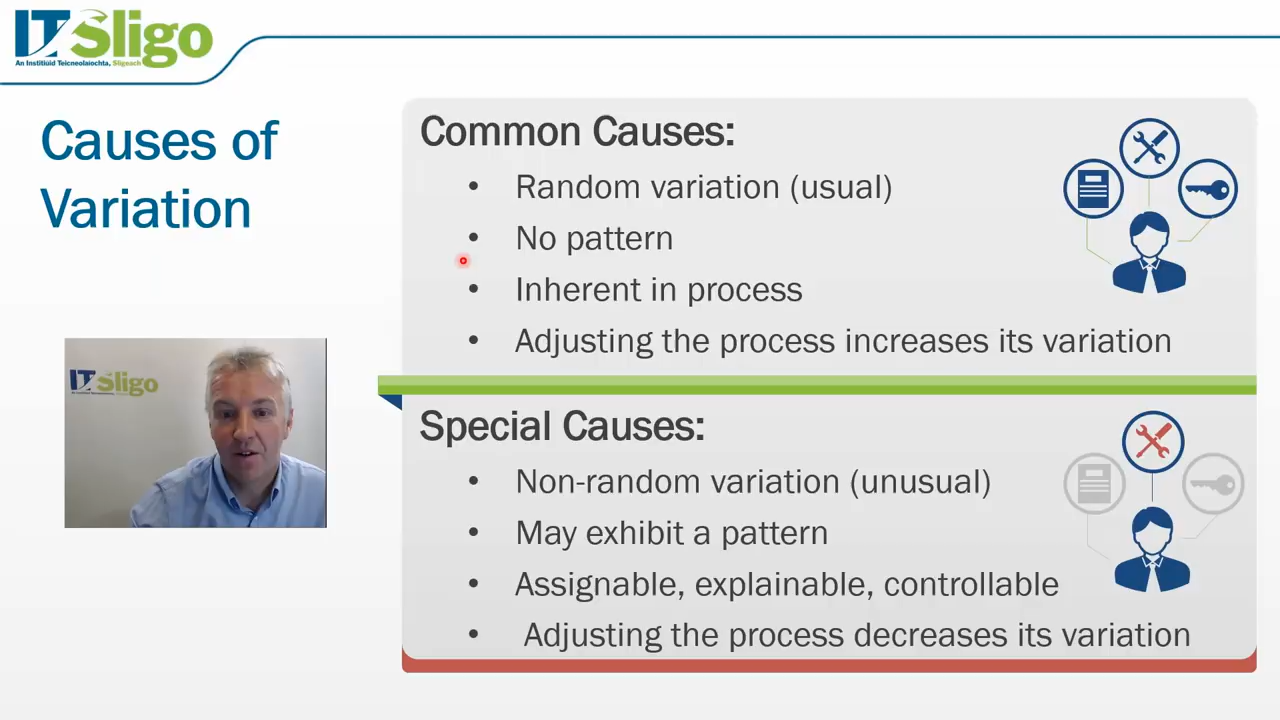 IT Sligo
An Institiúid Teicneolaíochta, Sligeach
Causes of
Variation
Common Causes:
• Random variation (usual)
• No pattern
• Inherent in process
• Adjusting the process increases its variation
IT Sligo
Special Causes:
• Non-random variation (unusual)
• May exhibit a pattern
• Assignable, explainable, controllable
• Adjusting the process decreases its variation